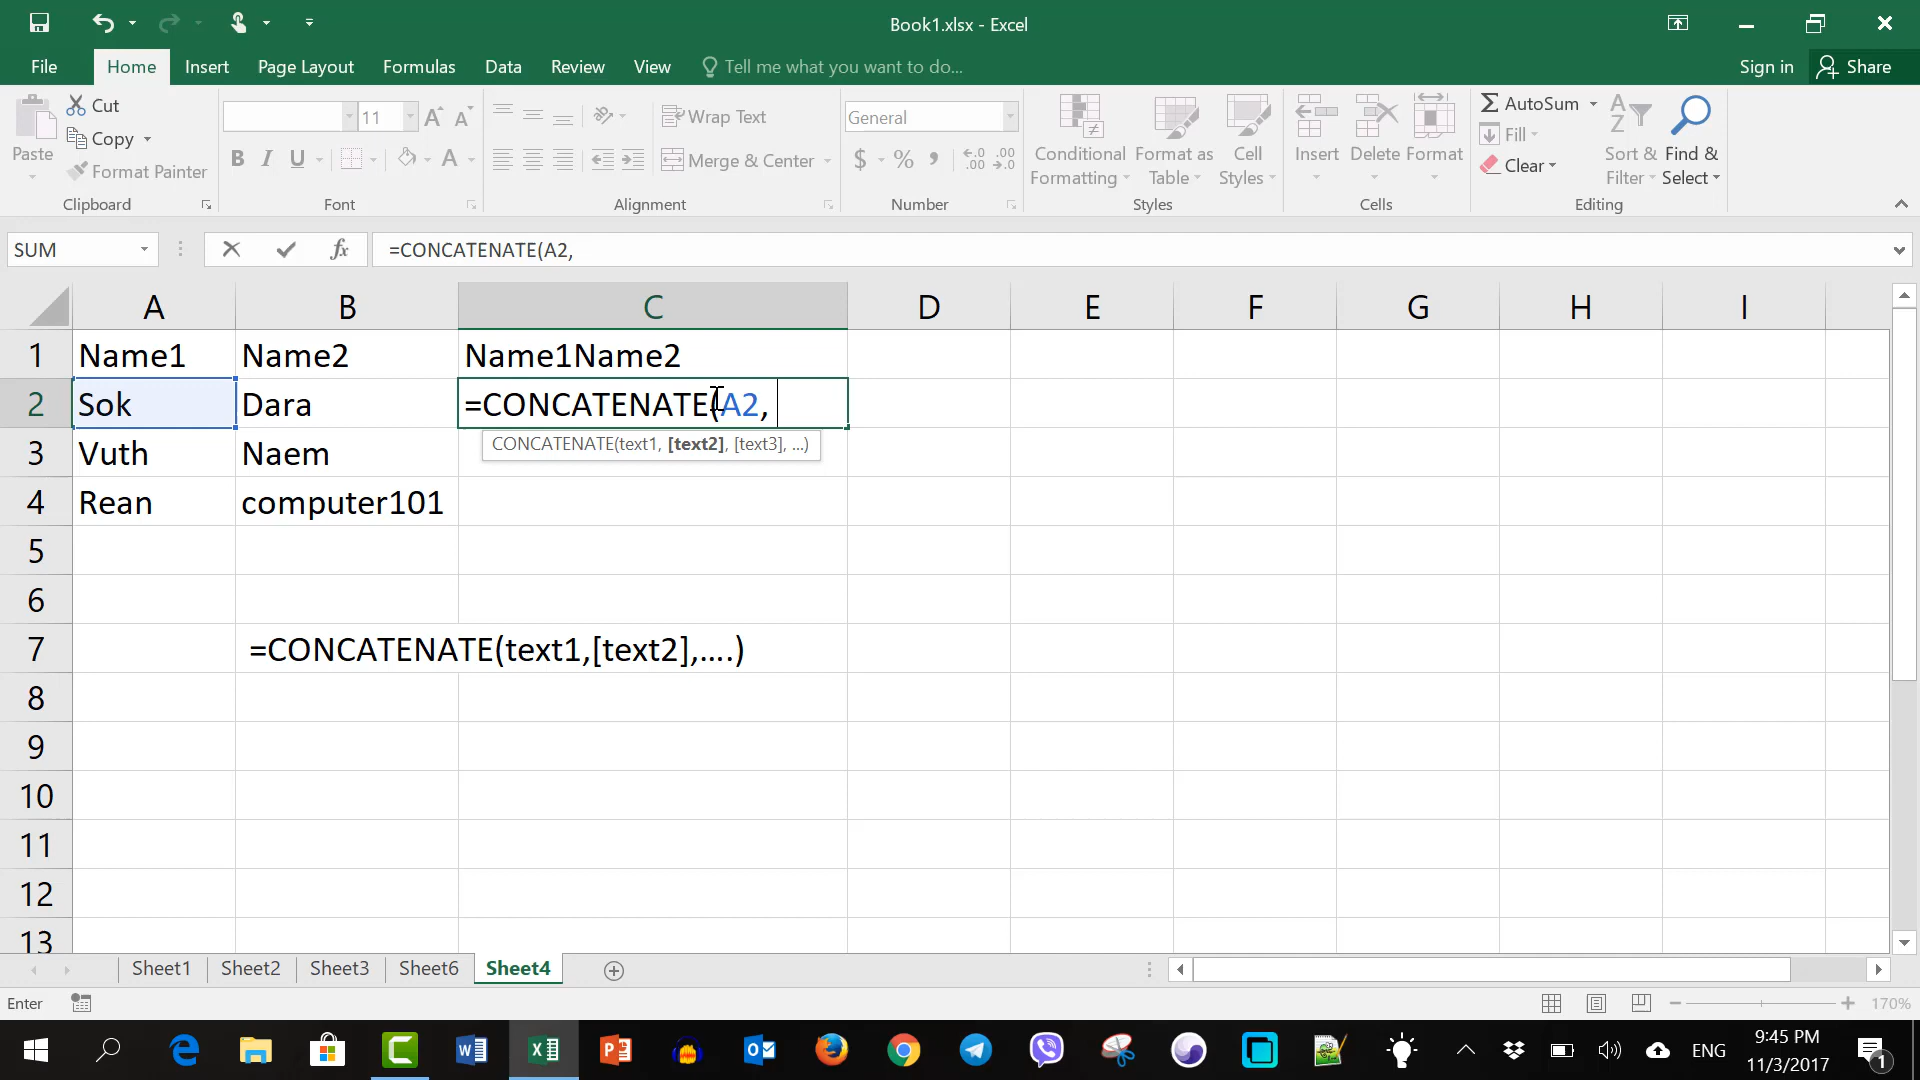 Book1.xlsx - Excel
File Home Insert Page Layout Formulas Data Review View Tell me what you want to do... Sign in Share
Paste
Cut
Copy
Format Painter
Clipboard
11
Font
Wrap Text
Merge & Center
Alignment
General
Number
Conditional Formatting
Format as Table
Cell Styles
Styles
Insert
Delete
Format
Cells
AutoSum
Fill
Clear
Sort & Filter
Find & Select
Editing
SUM =CONCATENATE(A2,
A B C D E F G H I
1 Name1 Name2 Name1Name2
2 Sok Dara =CONCATENATE(A2,
CONCATENATE(text1, [text2], [text3], ...)
3 Vuth Naem
4 Rean computer101
5
6
7 =CONCATENATE(text1,[text2],....)
8
9
10
11
12
13
Sheet1 Sheet2 Sheet3 Sheet6 Sheet4
Enter 170%
ENG
9:45 PM
11/3/2017
1